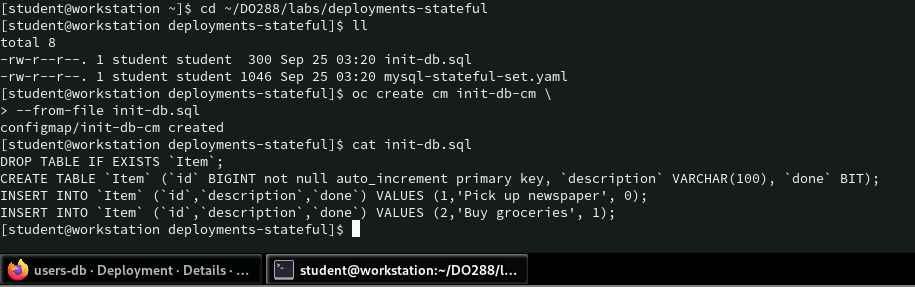 [student@workstation ~]$ cd ~/DO288/labs/deployments-stateful
[student@workstation deployments-stateful]$ ll
total 8
-rw-r--r--. 1 student student  300 Sep 25 03:20 init-db.sql
-rw-r--r--. 1 student student 1046 Sep 25 03:20 mysql-stateful-set.yaml
[student@workstation deployments-stateful]$ oc create cm init-db-cm \
> --from-file init-db.sql
configmap/init-db-cm created
[student@workstation deployments-stateful]$ cat init-db.sql
DROP TABLE IF EXISTS `Item`;
CREATE TABLE `Item` (`id` BIGINT not null auto_increment primary key, `description` VARCHAR(100), `done` BIT);
INSERT INTO `Item` (`id`,`description`,`done`) VALUES (1,'Pick up newspaper', 0);
INSERT INTO `Item` (`id`,`description`,`done`) VALUES (2,'Buy groceries', 1);
[student@workstation deployments-stateful]$
users-db · Deployment · Details · ...
student@workstation:~/DO288/l...